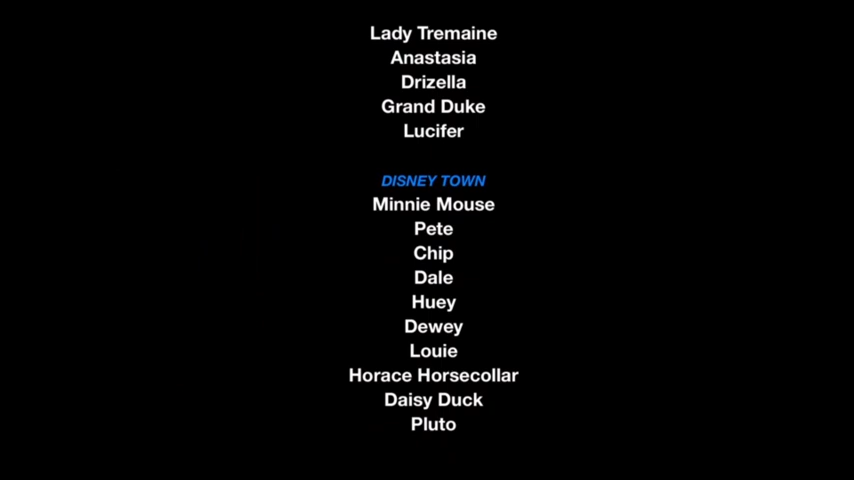 Lady Tremaine
Anastasia
Drizella
Grand Duke
Lucifer
DISNEY TOWN
Minnie Mouse
Pete
Chip
Dale
Huey
Dewey
Louie
Horace Horsecollar
Daisy Duck
Pluto